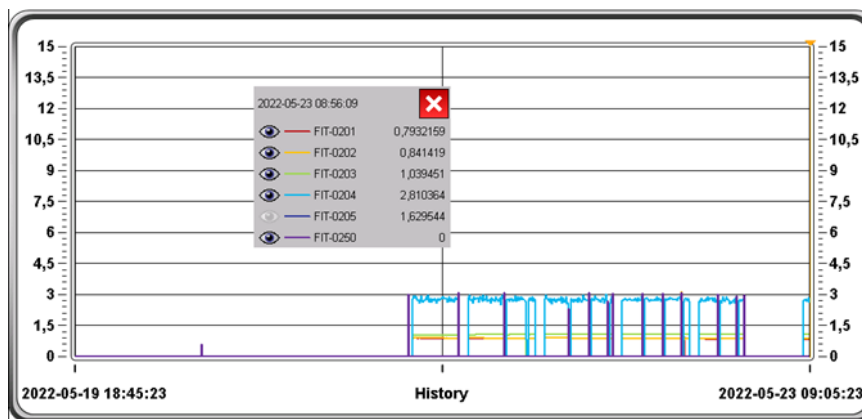 15 15
13,5 13,5
12 12
10,5 10,5
9 9
7,5 7,5
6 6
4,5 4,5
3 3
1,5 1,5
0 0
2022-05-23 08:56:09
FIT-0201 0,7932159
FIT-0202 0,841419
FIT-0203 1,039451
FIT-0204 2,810364
FIT-0205 1,629544
FIT-0250 0
2022-05-19 18:45:23 History 2022-05-23 09:05:23